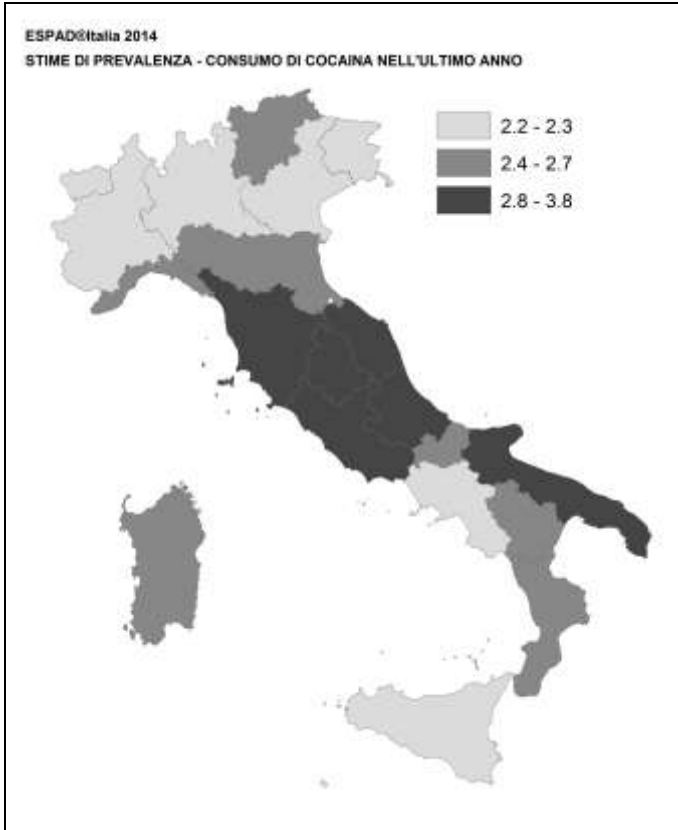 ESPAD®Italia 2014
STIME DI PREVALENZA - CONSUMO DI COCAINA NELL'ULTIMO ANNO
2.2 - 2.3
2.4 - 2.7
2.8 - 3.8